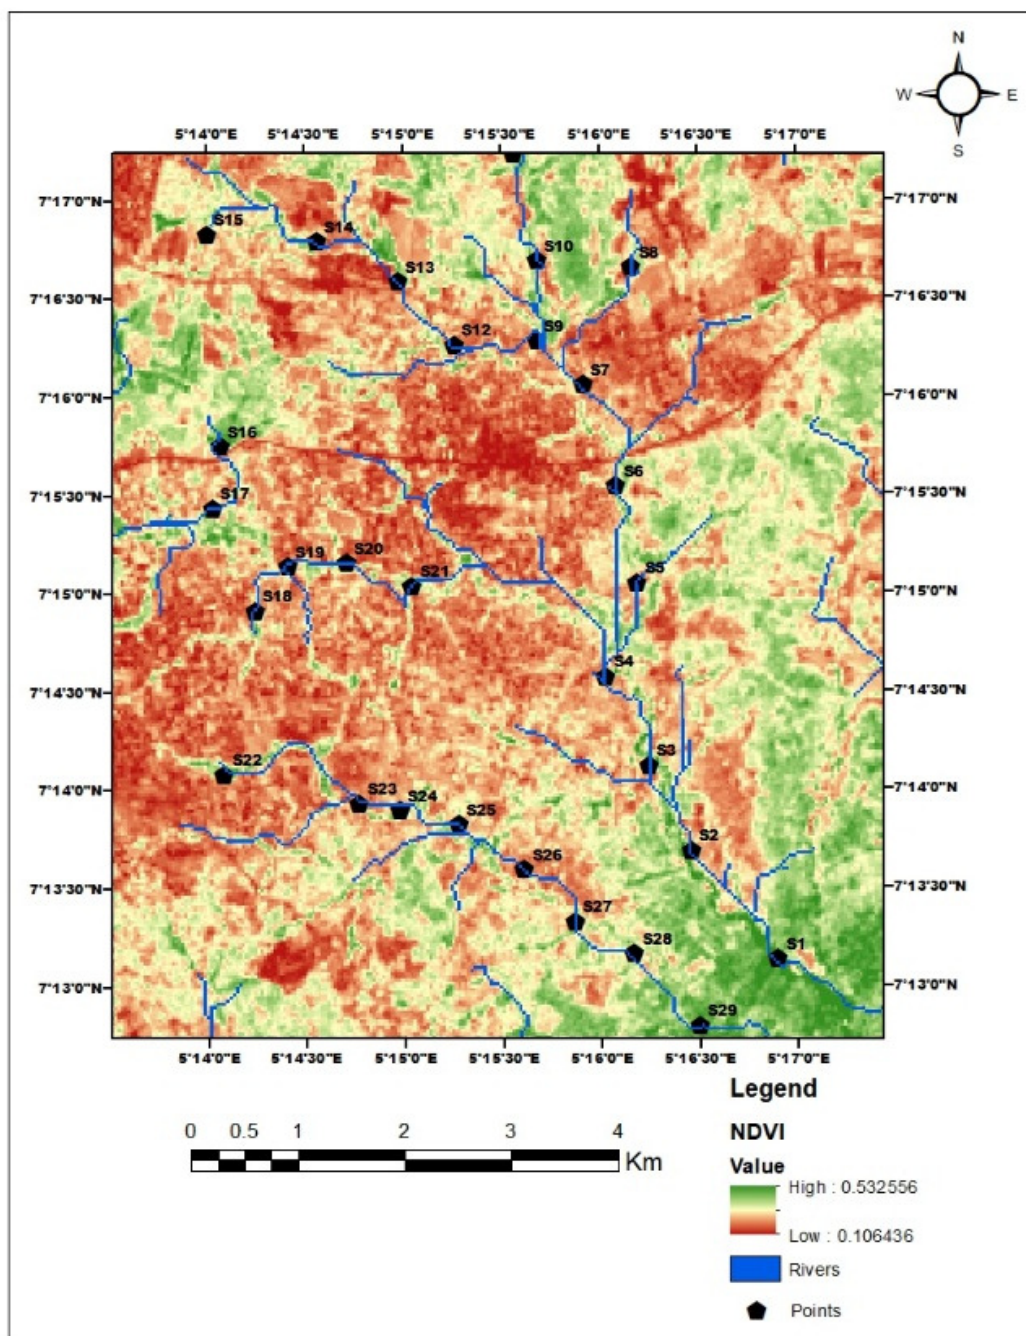 N
W E
S
5°14'0"E 5°14'30"E 5°15'0"E 5°15'30"E 5°16'0"E 5°16'30"E 5°17'0"E
7°17'0"N 7°17'0"N
S15
S14
S10
S8
S13
7°16'30"N 7°16'30"N
S12
S9
S7
7°16'0"N 7°16'0"N
S16
S6
7°15'30"N 7°15'30"N
S17
S19
S20
S21
S5
7°15'0"N 7°15'0"N
S18
S4
7°14'30"N 7°14'30"N
S3
S22
7°14'0"N 7°14'0"N
S23
S24
S25
S2
S26
7°13'30"N 7°13'30"N
S27
S28
S1
7°13'0"N 7°13'0"N
S29
5°14'0"E 5°14'30"E 5°15'0"E 5°15'30"E 5°16'0"E 5°16'30"E 5°17'0"E
Legend
0 0.5 1 2 3 4
Km
NDVI
Value
High : 0.532556
Low : 0.106436
Rivers
Points